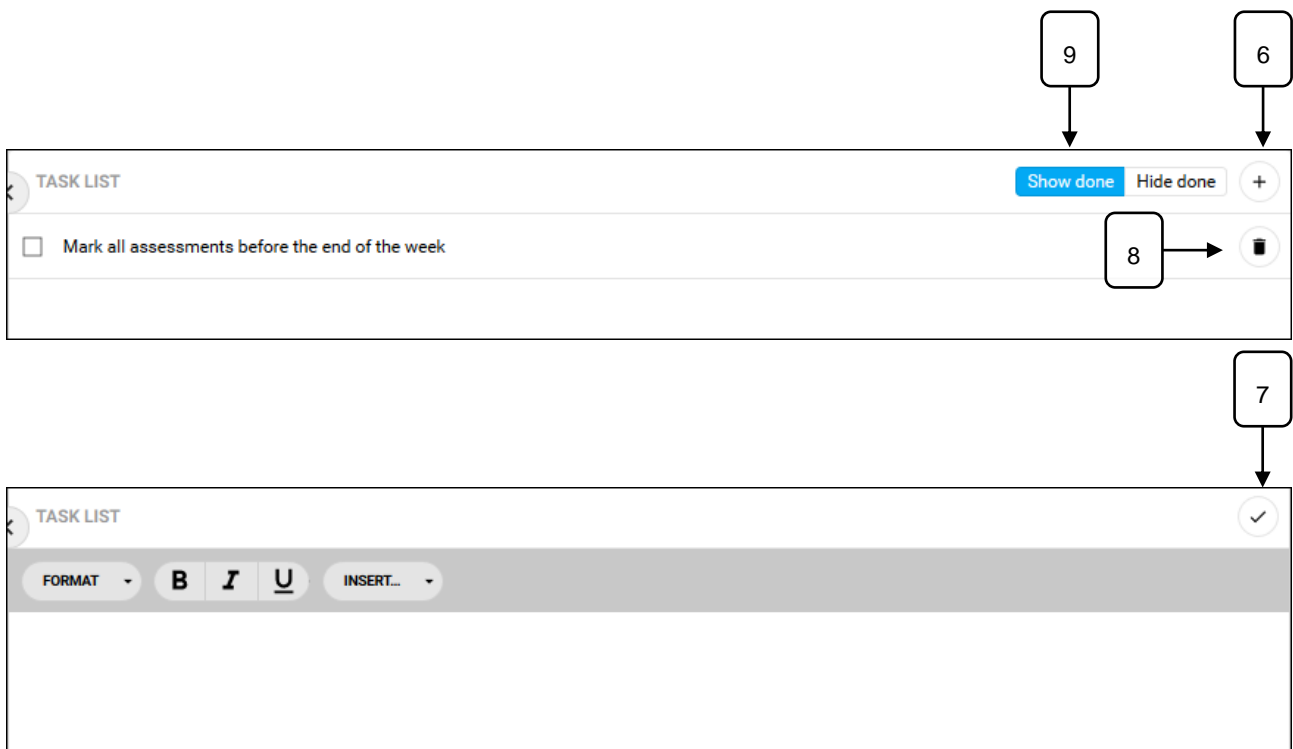 9 6
TASK LIST Show done Hide done +
Mark all assessments before the end of the week
8
7
TASK LIST
FORMAT B I U INSERT...